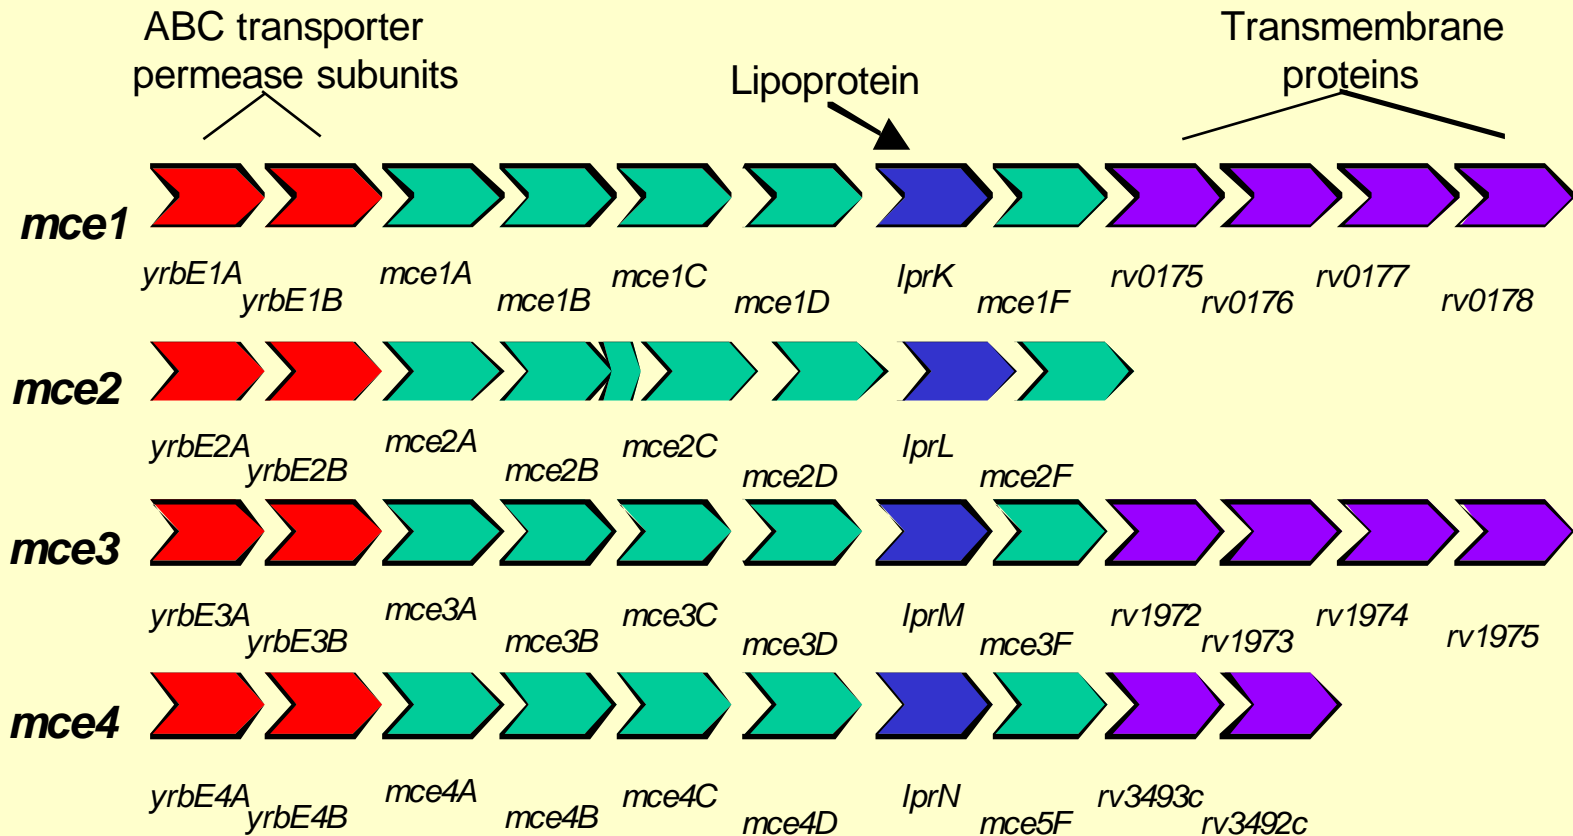 ABC transporter
permease subunits
Lipoprotein
Transmembrane
proteins
mce1
yrbE1A yrbE1B mce1A mce1B mce1C mce1D lprK mce1F rv0175 rv0176 rv0177 rv0178
mce2
yrbE2A yrbE2B mce2A mce2B mce2C mce2D lprL mce2F
mce3
yrbE3A yrbE3B mce3A mce3B mce3C mce3D lprM mce3F rv1972 rv1973 rv1974 rv1975
mce4
yrbE4A yrbE4B mce4A mce4B mce4C mce4D lprN mce5F rv3493c rv3492c